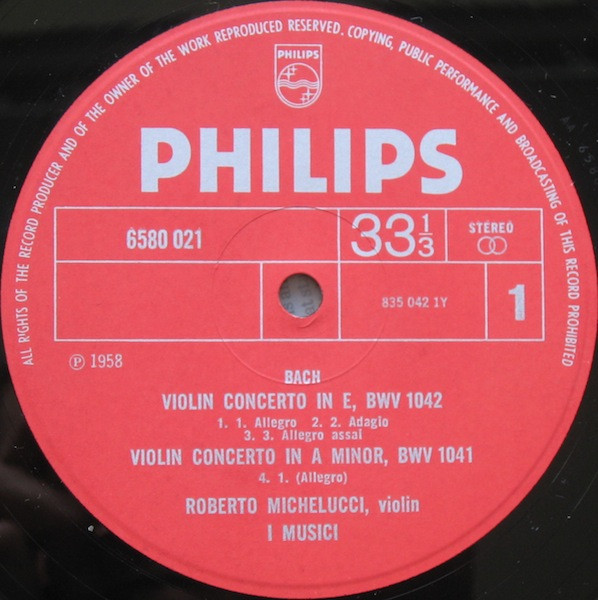 ALL RIGHTS OF THE RECORD PRODUCER AND OF THE OWNER OF THE WORK REPRODUCED RESERVED. COPYING, PUBLIC PERFORMANCE AND BROADCASTING OF THIS RECORD PROHIBITED
PHILIPS
PHILIPS
6580 021
33 1/3
STEREO
835 042 1Y
1
Ⓟ 1958
BACH
VIOLIN CONCERTO IN E, BWV 1042
1. 1. Allegro 2. 2. Adagio
3. 3. Allegro assai
VIOLIN CONCERTO IN A MINOR, BWV 1041
4. 1. (Allegro)
ROBERTO MICHELUCCI, violin
I MUSICI